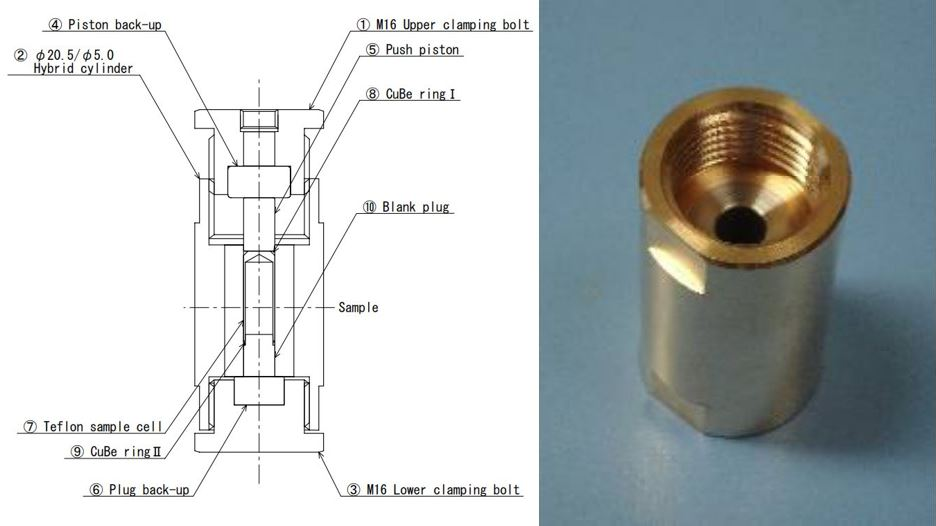 ④ Piston back-up
① M16 Upper clamping bolt
② φ20.5/φ5.0
Hybrid cylinder
⑤ Push piston
⑧ CuBe ring Ⅰ
⑩ Blank plug
Sample
⑦ Teflon sample cell
⑨ CuBe ring Ⅱ
⑥ Plug back-up
③ M16 Lower clamping bolt